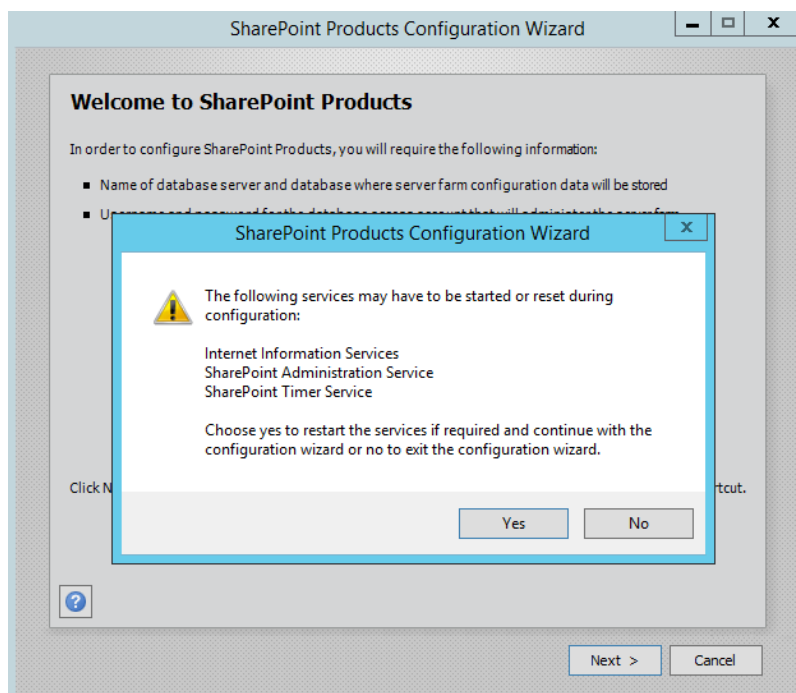 SharePoint Products Configuration Wizard
Welcome to SharePoint Products
In order to configure SharePoint Products, you will require the following information:
Name of database server and database where server farm configuration data will be stored
SharePoint Products Configuration Wizard
The following services may have to be started or reset during
configuration:
Internet Information Services
SharePoint Administration Service
SharePoint Timer Service
Choose yes to restart the services if required and continue with the
configuration wizard or no to exit the configuration wizard.
Click N
rtcut.
Yes No
Next > Cancel